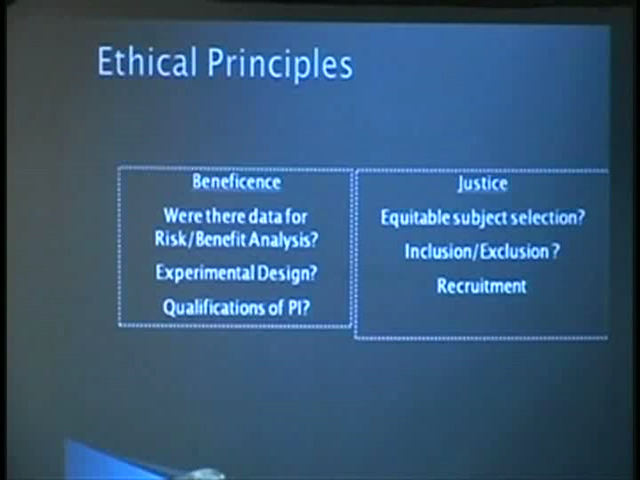 Ethical Principles
Beneficence
Were there data for
Risk/Benefit Analysis?
Experimental Design?
Qualifications of PI?
Justice
Equitable subject selection?
Inclusion/Exclusion?
Recruitment